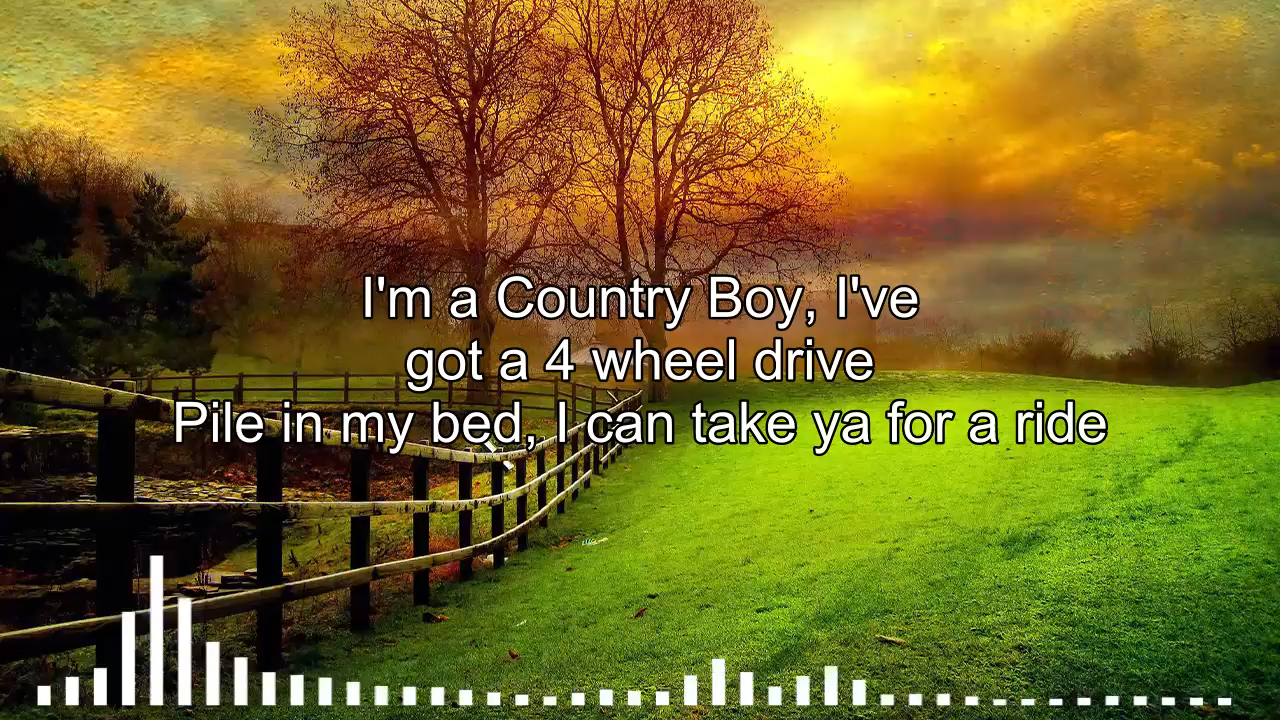 I'm a Country Boy, I've
got a 4 wheel drive
Pile in my bed, I can take ya for a ride